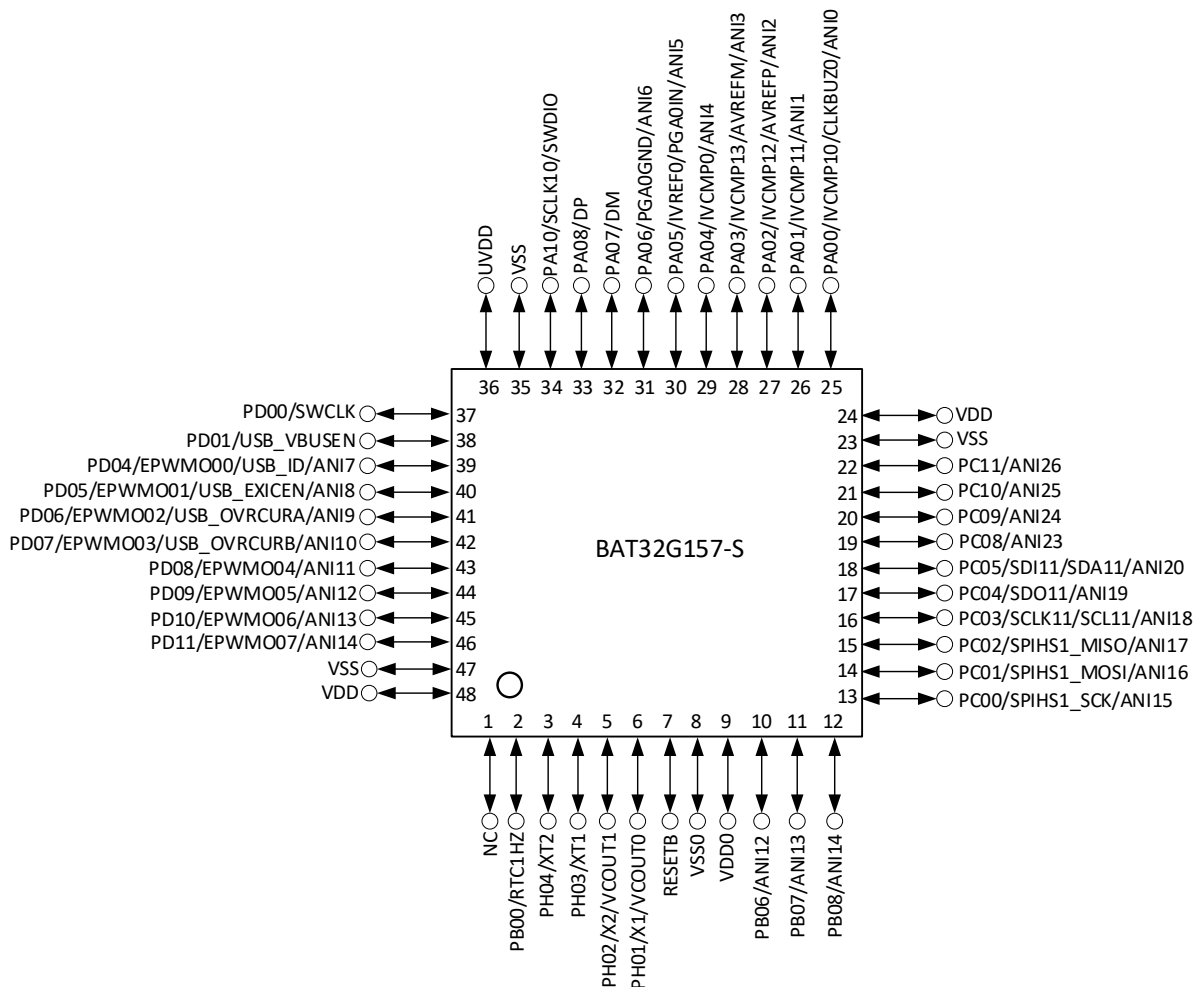 UVDD
VSS
PA10/SCLK10/SWDIO
PA08/DP
PA07/DM
PA06/PGA0GND/ANI6
PA05/IVREF0/PGA0IN/ANI5
PA04/IVCMP0/ANI4
PA03/IVCMP13/AVREFM/ANI3
PA02/IVCMP12/AVREFP/ANI2
PA01/IVCMP11/ANI1
PA00/IVCMP10/CLKBUZ0/ANI0
36 35 34 33 32 31 30 29 28 27 26 25
PD00/SWCLK 37
PD01/USB_VBUSEN 38
PD04/EPWMO00/USB_ID/ANI7 39
PD05/EPWMO01/USB_EXICEN/ANI8 40
PD06/EPWMO02/USB_OVRCURA/ANI9 41
PD07/EPWMO03/USB_OVRCURB/ANI10 42
PD08/EPWMO04/ANI11 43
PD09/EPWMO05/ANI12 44
PD10/EPWMO06/ANI13 45
PD11/EPWMO07/ANI14 46
VSS 47
VDD 48
BAT32G157-S
24 VDD
23 VSS
22 PC11/ANI26
21 PC10/ANI25
20 PC09/ANI24
19 PC08/ANI23
18 PC05/SDI11/SDA11/ANI20
17 PC04/SDO11/ANI19
16 PC03/SCLK11/SCL11/ANI18
15 PC02/SPIHS1_MISO/ANI17
14 PC01/SPIHS1_MOSI/ANI16
13 PC00/SPIHS1_SCK/ANI15
1 2 3 4 5 6 7 8 9 10 11 12
NC
PB00/RTC1HZ
PH04/XT2
PH03/XT1
PH02/X2/VCOUT1
PH01/X1/VCOUT0
RESETB
VSS0
VDD0
PB06/ANI12
PB07/ANI13
PB08/ANI14